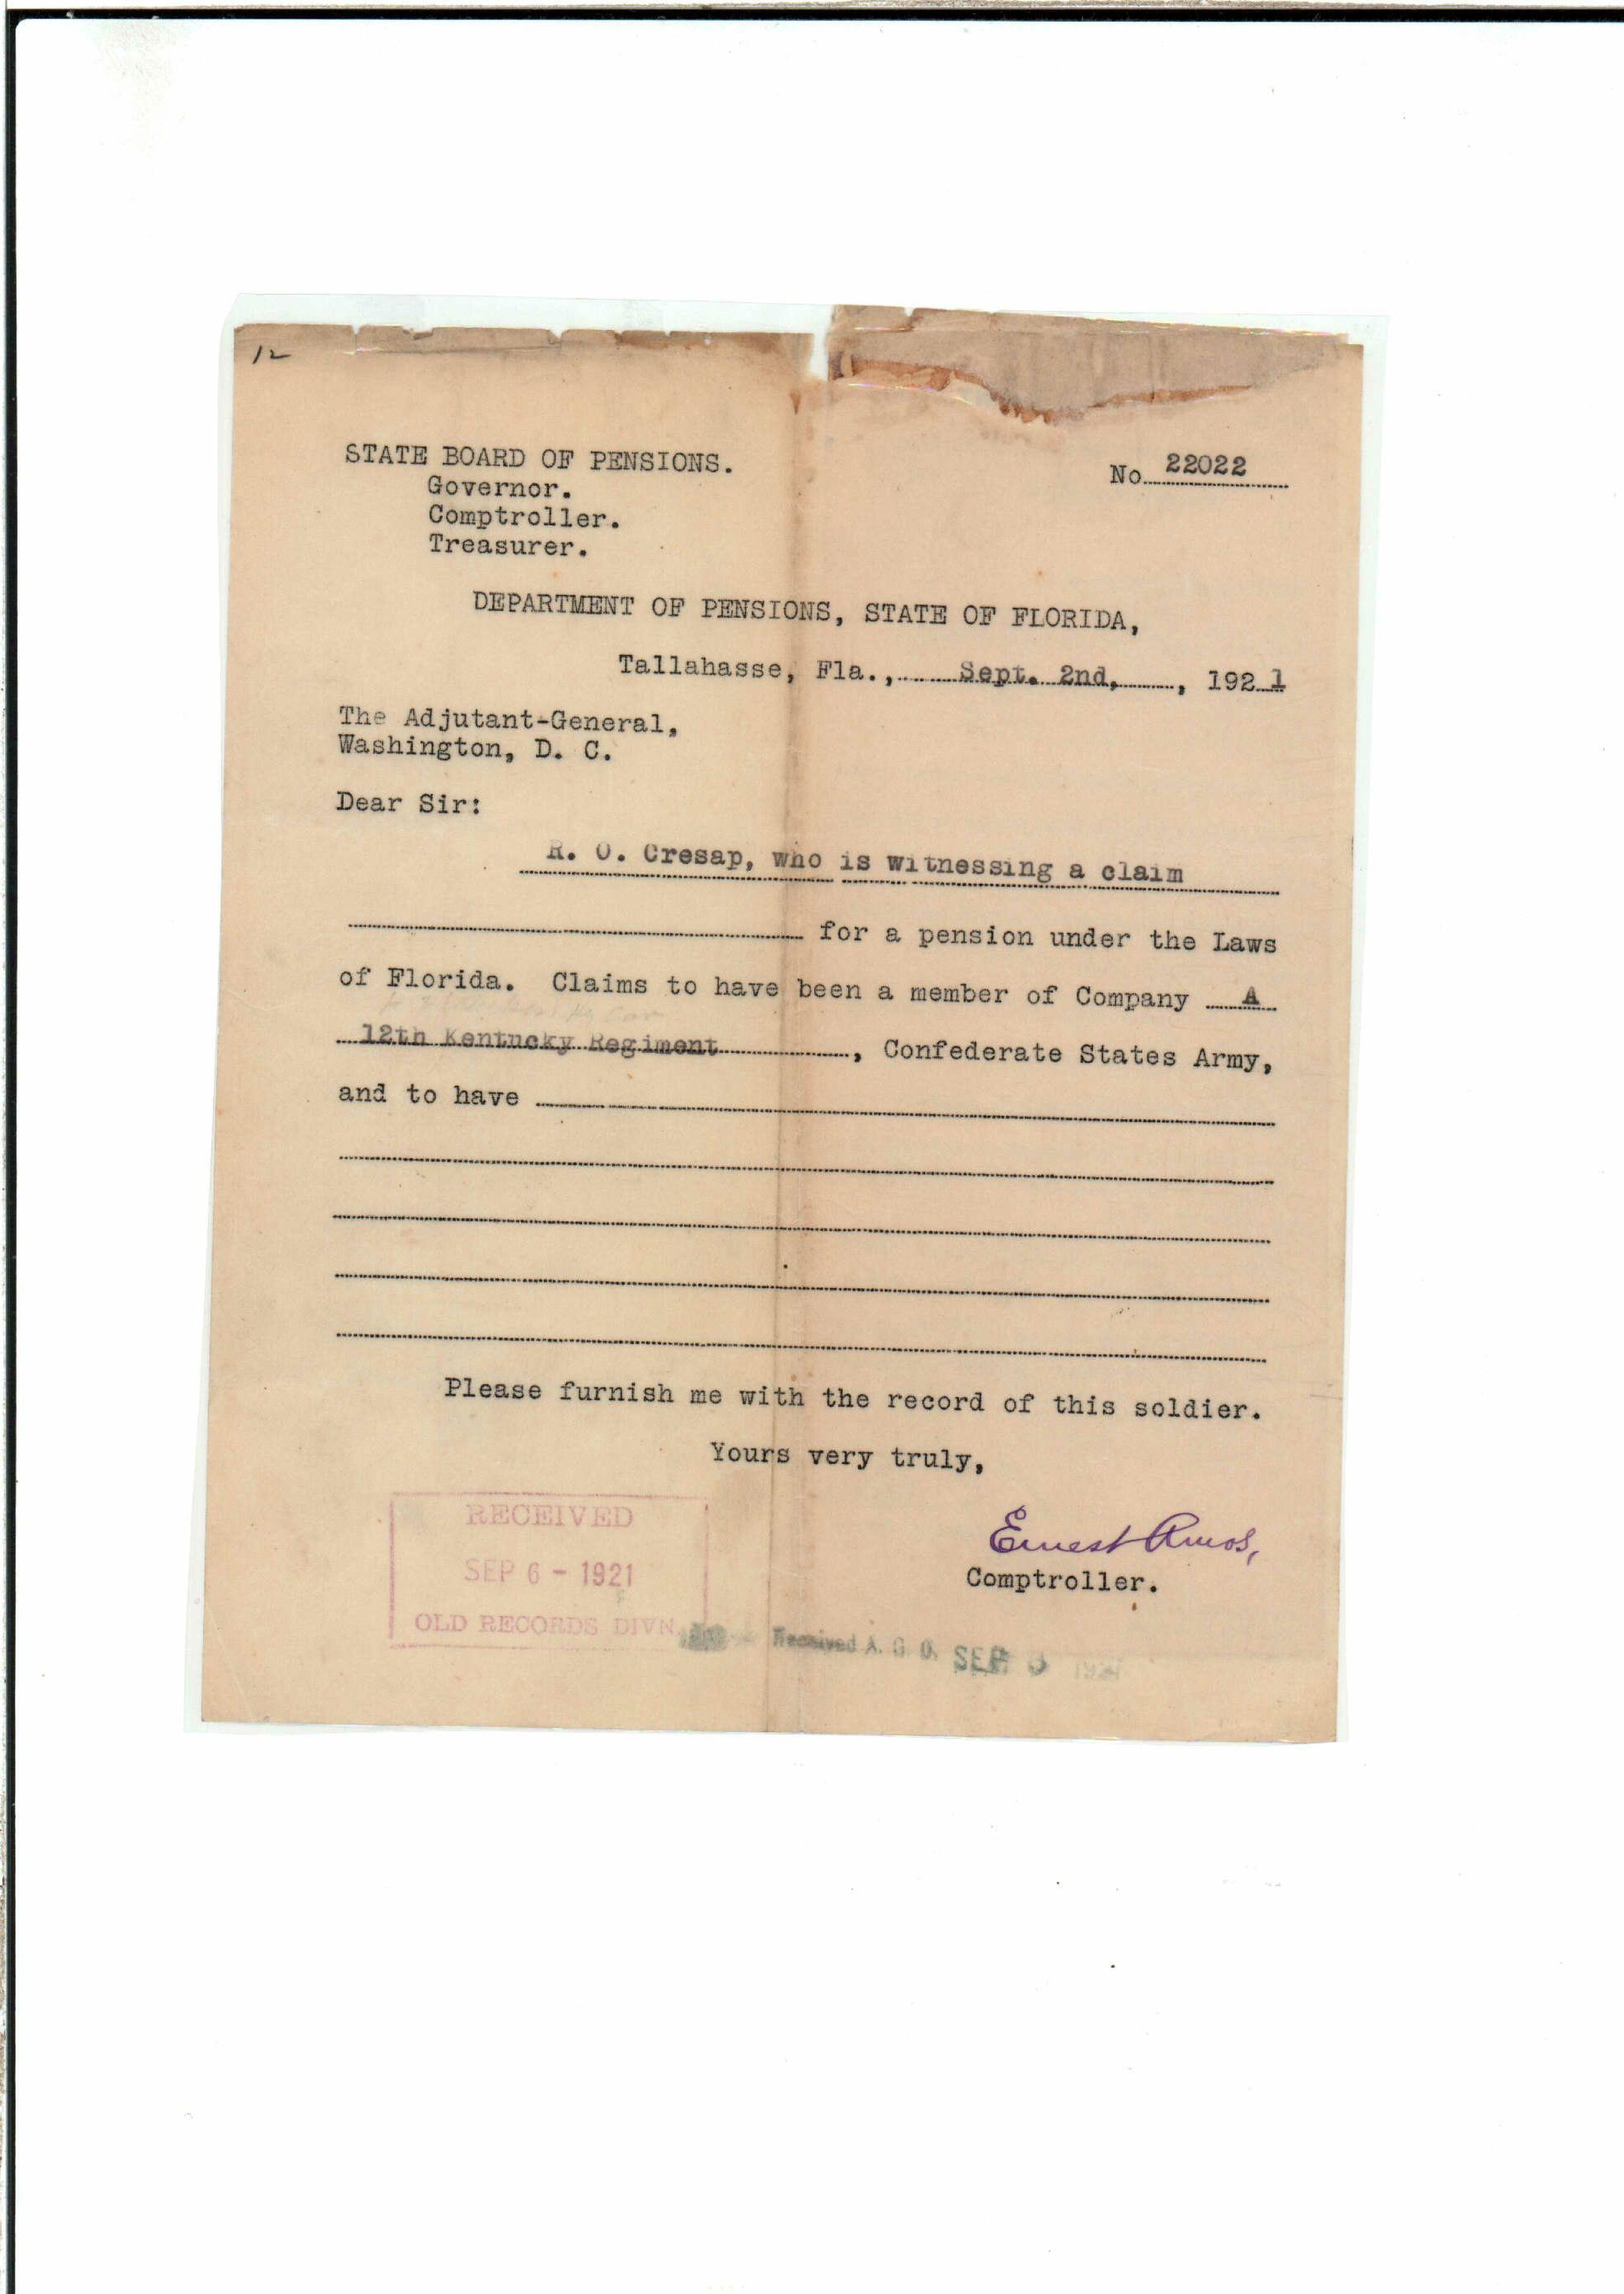 12
STATE BOARD OF PENSIONS.
Governor.
Comptroller.
Treasurer.
No. 22022
DEPARTMENT OF PENSIONS, STATE OF FLORIDA,
Tallahasse, Fla., Sept. 2nd, , 1921
The Adjutant-General,
Washington, D. C.
Dear Sir:
R. O. Cresap, who is witnessing a claim
for a pension under the Laws
of Florida. Claims to have been a member of Company A
12th Kentucky Regiment , Confederate States Army,
and to have
Please furnish me with the record of this soldier.
Yours very truly,
Ernest Amos,
Comptroller.
RECEIVED
SEP 6 - 1921
OLD RECORDS DIVN.
Received A. G. O. SEP